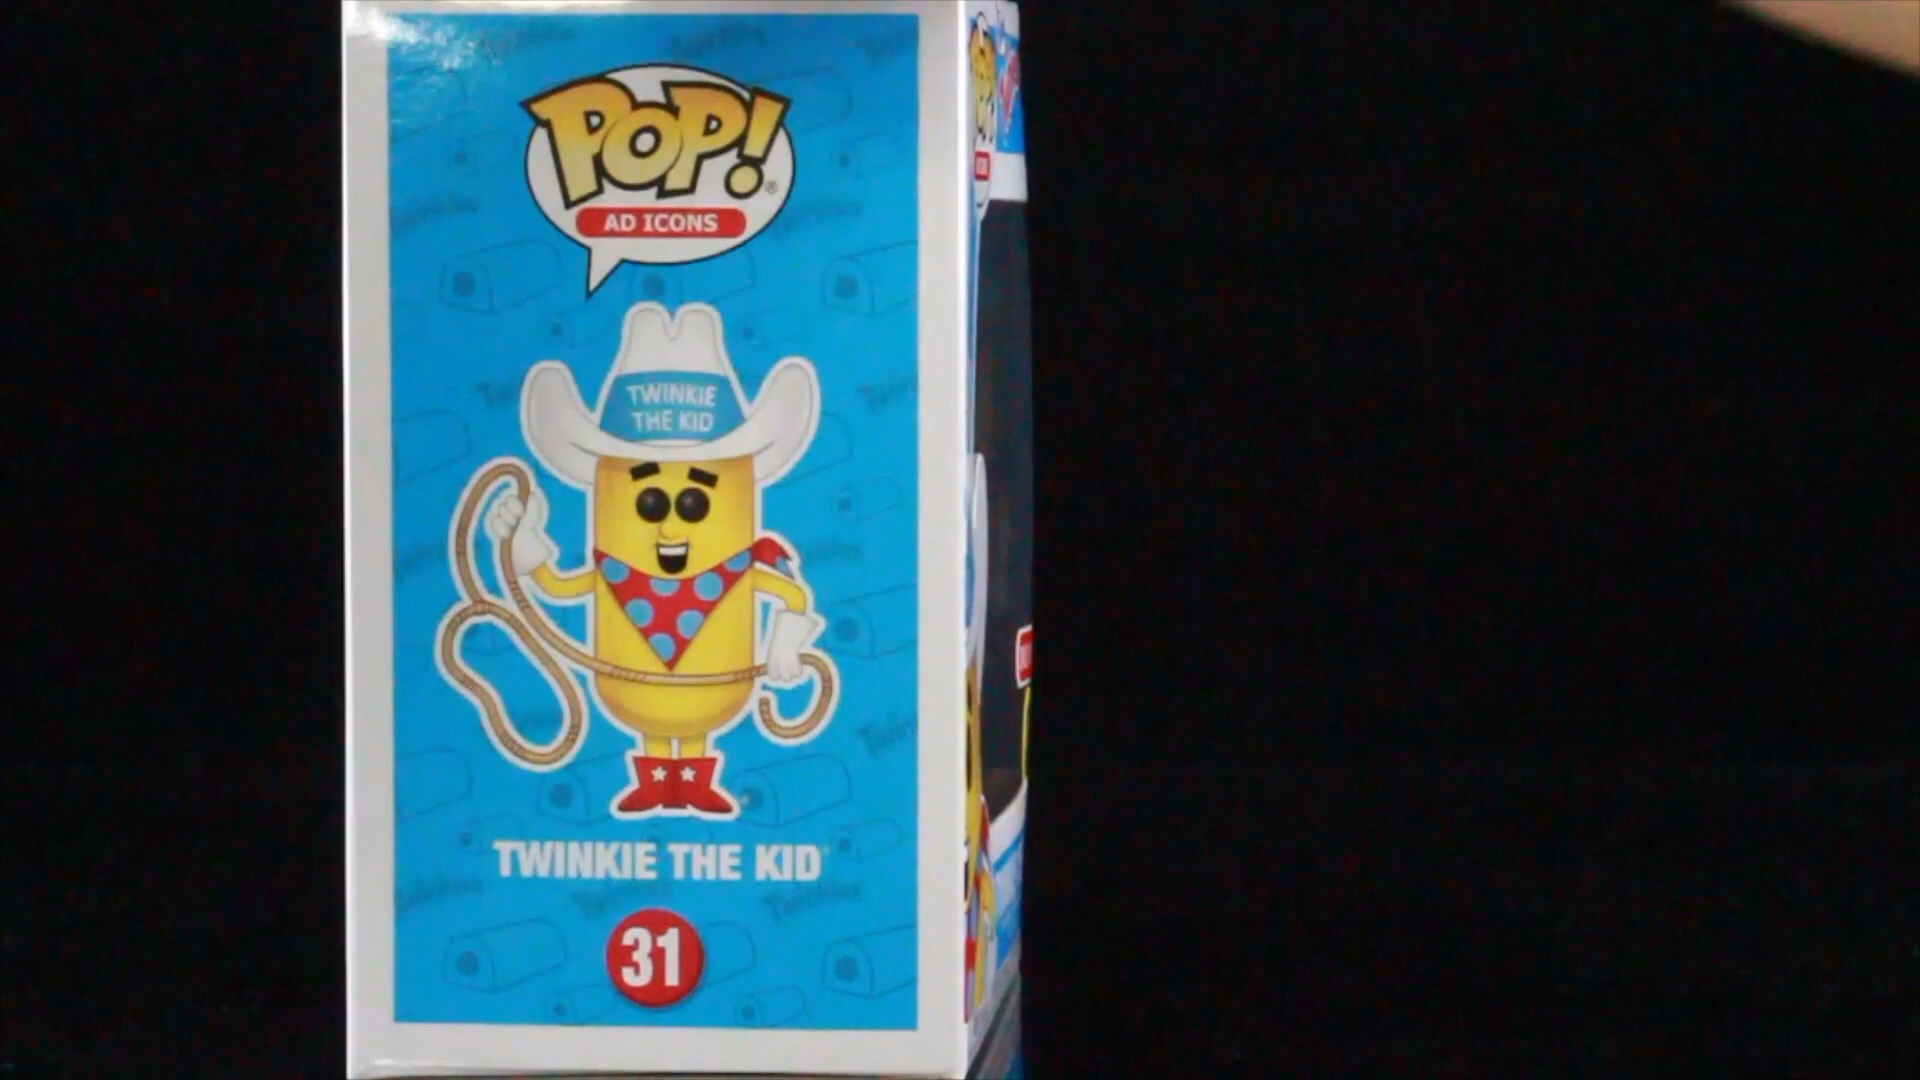 POP!
AD ICONS
TWINKIE
THE KID
TWINKIE THE KID
31